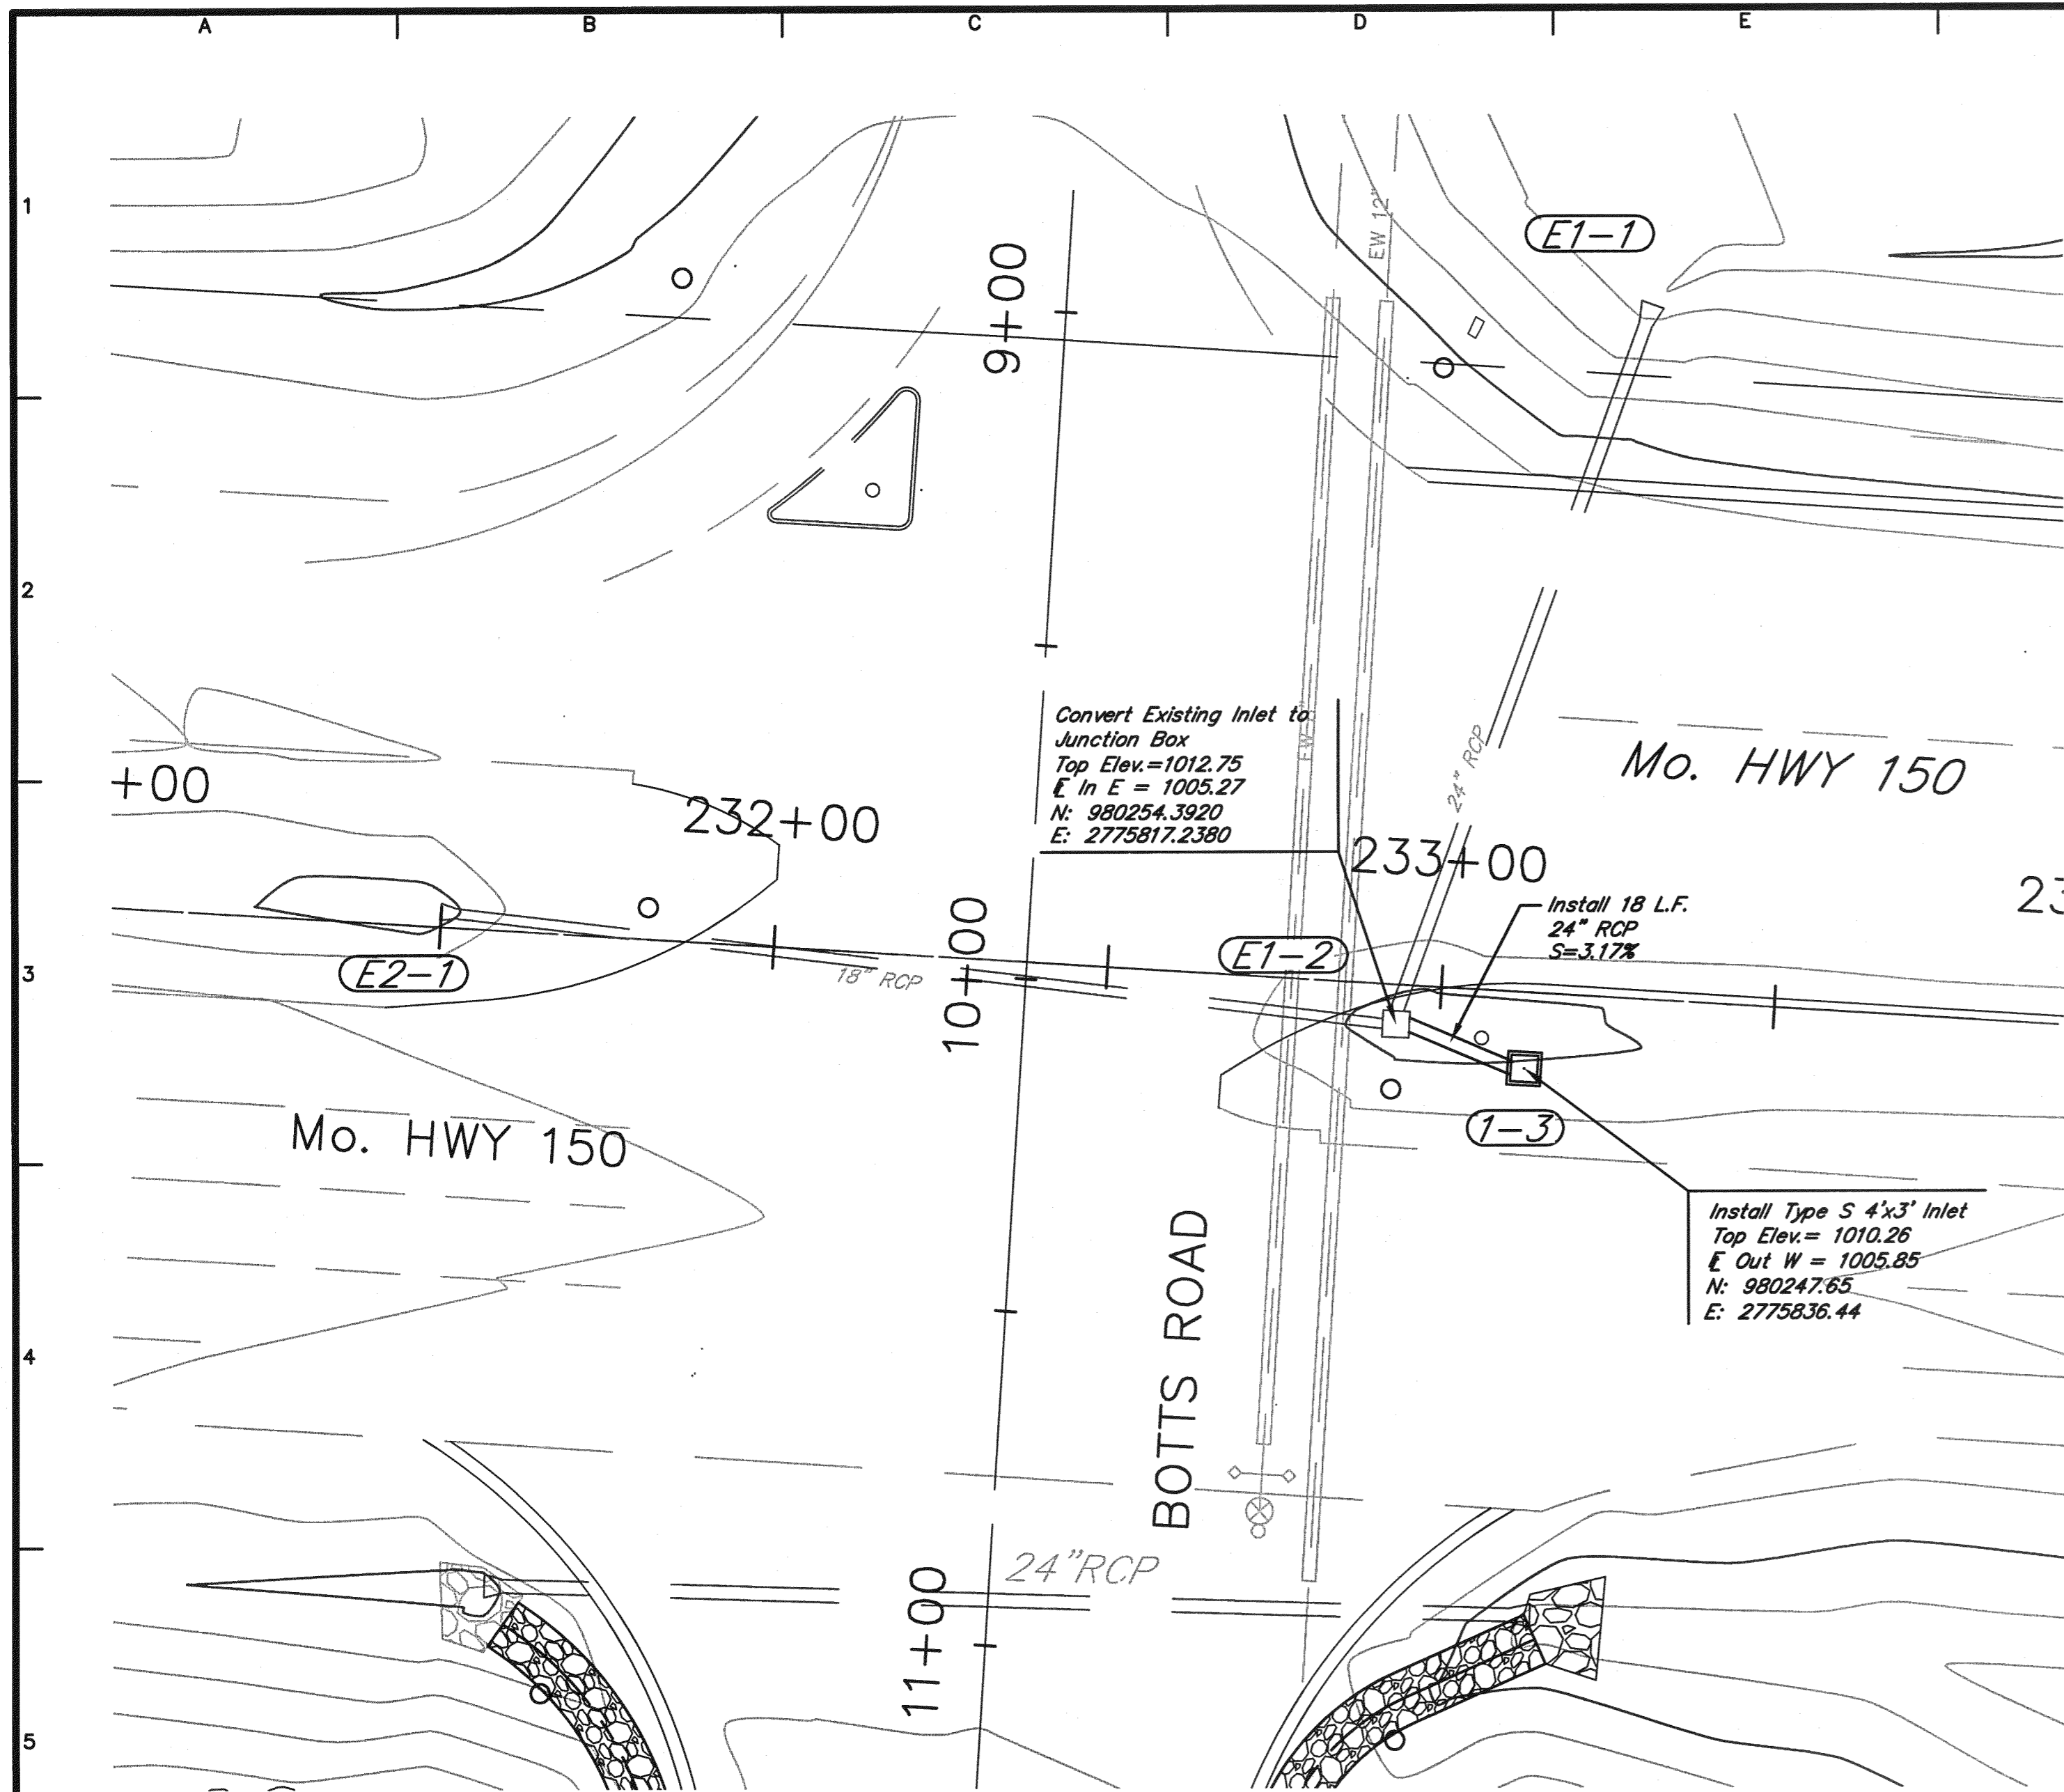 A B C D E
1
EW 12"
E1-1
9+00
2
Convert Existing Inlet to
Junction Box
Top Elev.=1012.75
℄ In E = 1005.27
N: 980254.3920
E: 2775817.2380
EW
24" RCP
Mo. HWY 150
+00
232+00
233+00
23
Install 18 L.F.
24" RCP
S=3.17%
3
E2-1
18" RCP
10+00
E1-2
1-3
Mo. HWY 150
Install Type S 4'x3' Inlet
Top Elev.= 1010.26
℄ Out W = 1005.85
N: 980247.65
E: 2775836.44
BOTTS ROAD
4
24"RCP
11+00
5